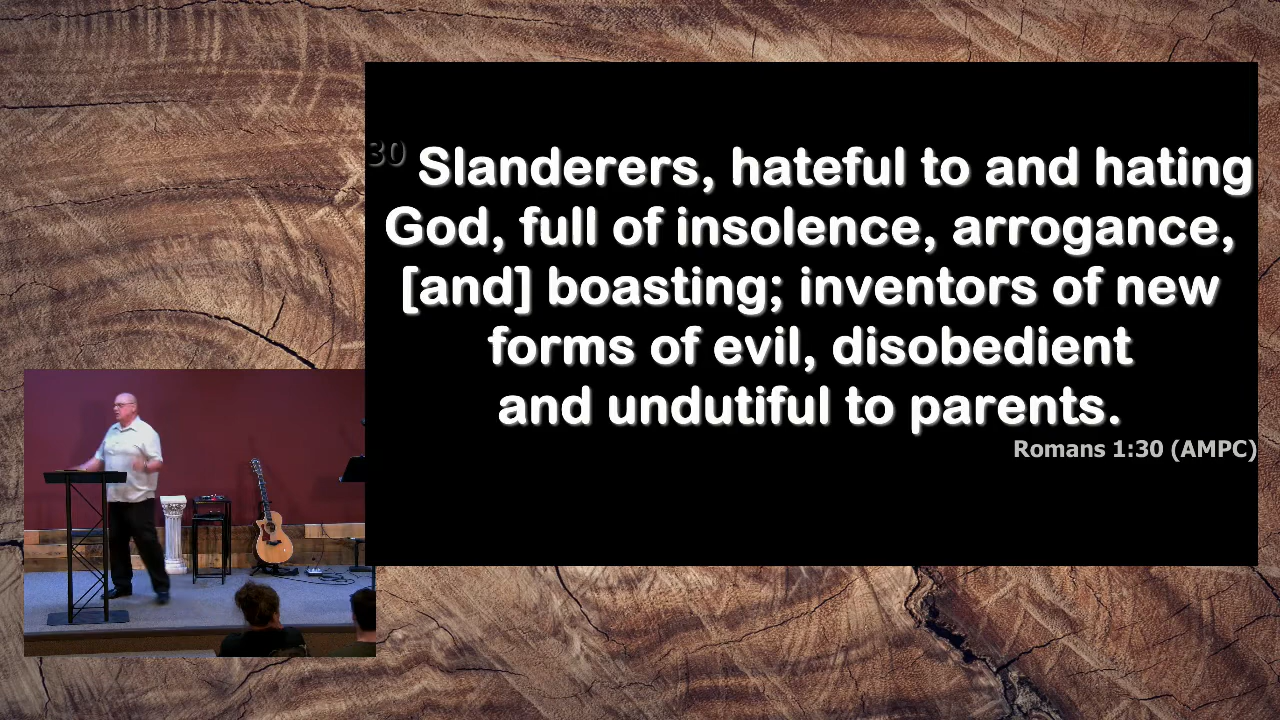 30 Slanderers, hateful to and hating
God, full of insolence, arrogance,
[and] boasting; inventors of new
forms of evil, disobedient
and undutiful to parents.
Romans 1:30 (AMPC)